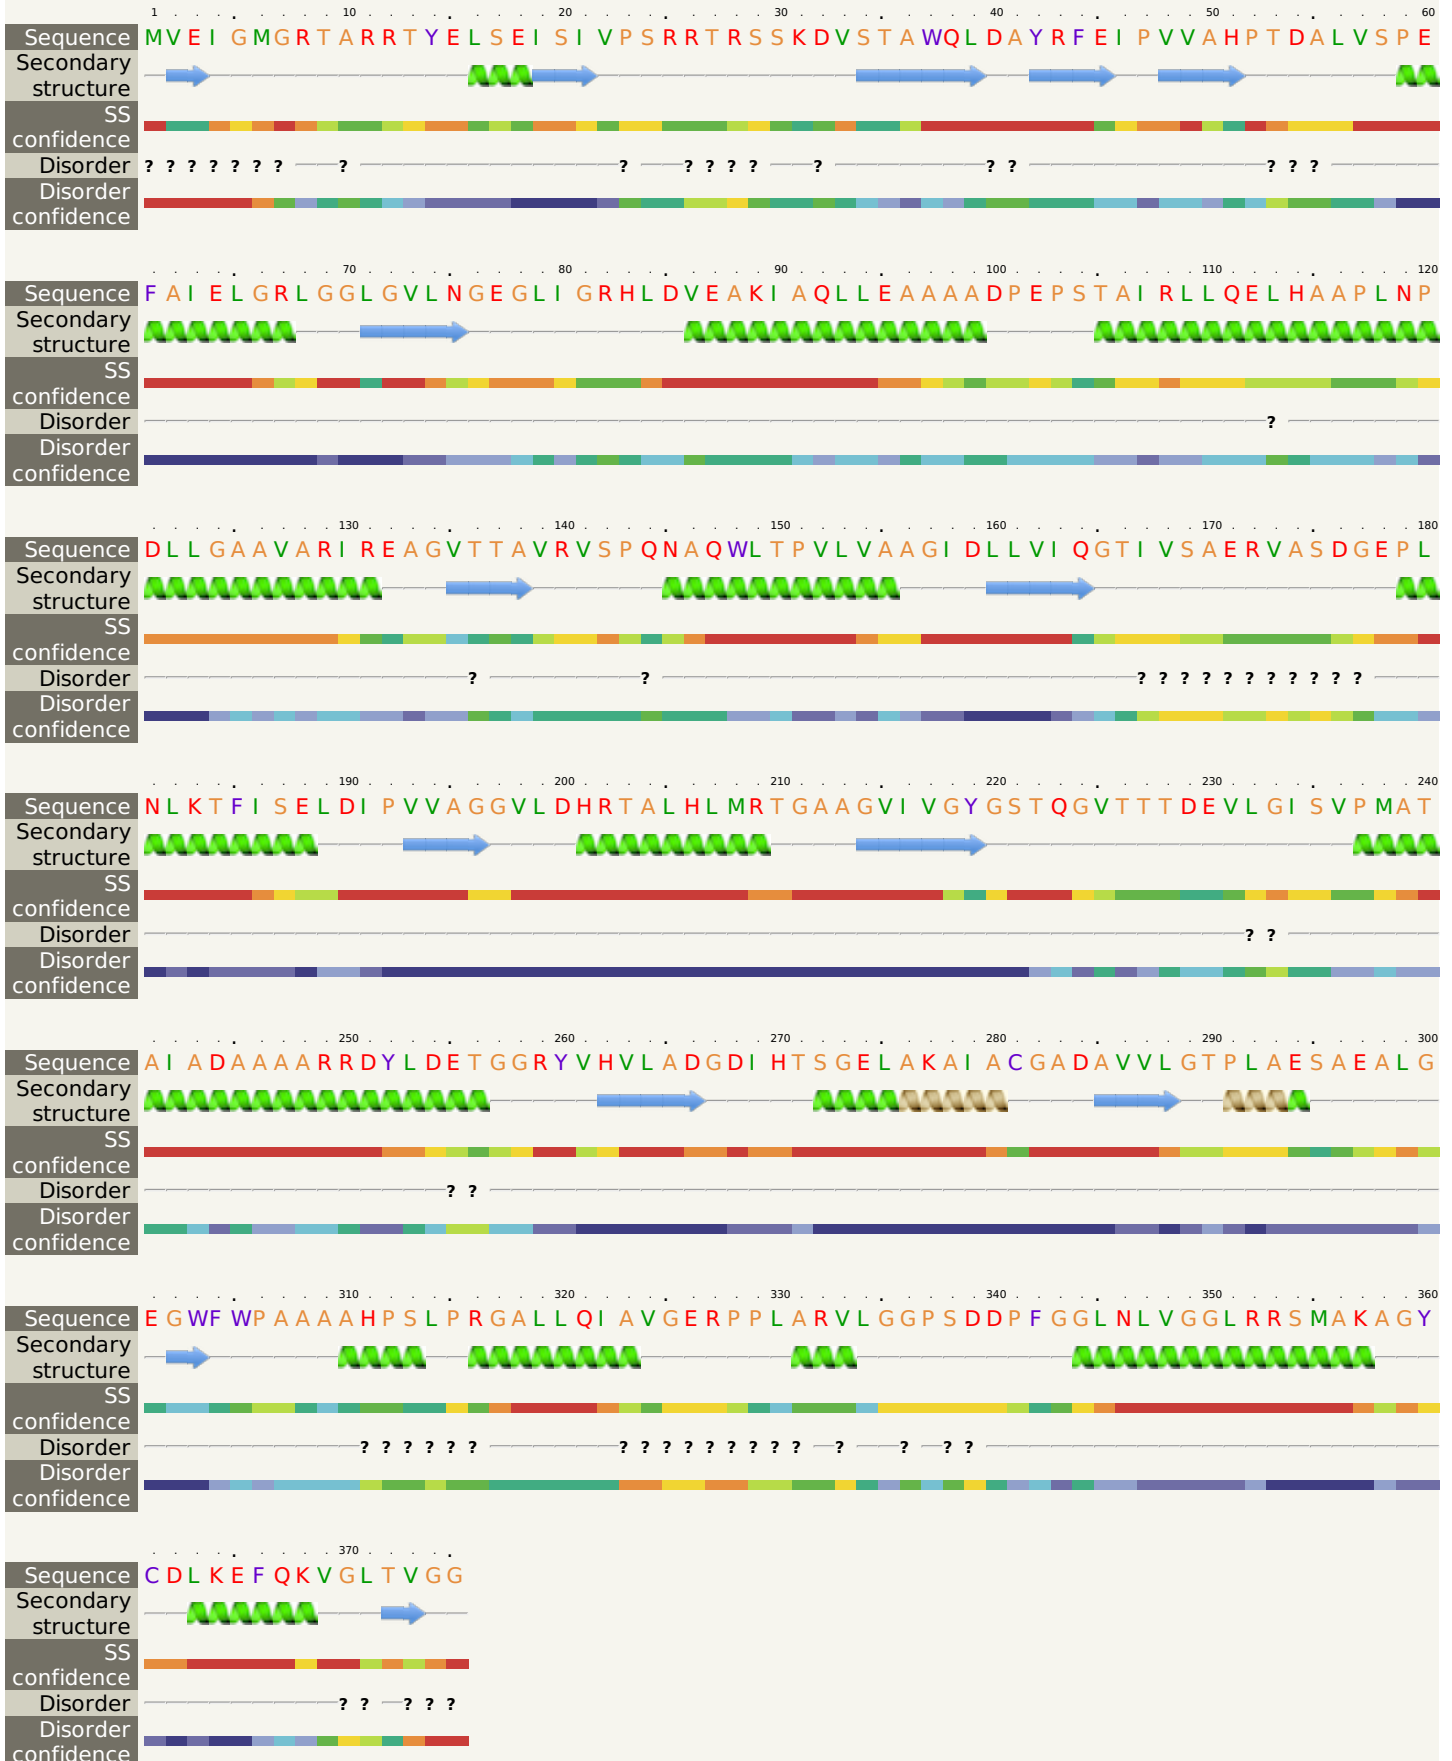 1 . . . . 10 . . . . 20 . . . . 30 . . . . 40 . . . . 50 . . . . 60
Sequence MVEIGMGRTARRTYELSEISIVPSRRTRSSKDVSTAWQLDAYRFEIPVVAHPTDALVSPE
Secondary
structure
SS
confidence
Disorder ? ? ? ? ? ? ? ? ? ? ? ? ? ? ? ? ? ? ?
Disorder
confidence
70 80 90 100 110 120
Sequence FAIELGRLGGLGVLNGEGLIGRHLDVEAKIAQLLEAAAADPEPSTAIRLLQELHAAPLNP
Secondary
structure
SS
confidence
Disorder ?
Disorder
confidence
130 140 150 160 170 180
Sequence DLLGAAVARIREAGVTTAVRVSPQNAQWLTPVLVAAGIDLLVIQGTIVSAERVASDGEPL
Secondary
structure
SS
confidence
Disorder ? ? ? ? ? ? ? ? ? ? ? ? ?
Disorder
confidence
190 200 210 220 230 240
Sequence NLKTFISELDIPVVAGGVLDHRTALHLMRTGAAGVIVGYGSTQGVTTTDEVLGISVPMAT
Secondary
structure
SS
confidence
Disorder ? ?
Disorder
confidence
250 260 270 280 290 300
Sequence AIADAAAARRDYLDETGGRYVHVLADGDIHTSGELAKAIACGADAVVLGTPLAESAEALG
Secondary
structure
SS
confidence
Disorder ? ?
Disorder
confidence
310 320 330 340 350 360
Sequence EGWFWPAAAAHPSLPRGALLQIAVGERPPLARVLGGPSDDPFGGLNLVGGLRRSMAKAGY
Secondary
structure
SS
confidence
Disorder ? ? ? ? ? ? ? ? ? ? ? ? ? ? ? ? ? ? ?
Disorder
confidence
370
Sequence CDLKEFQKVGLTVGG
Secondary
structure
SS
confidence
Disorder ? ? ? ? ?
Disorder
confidence